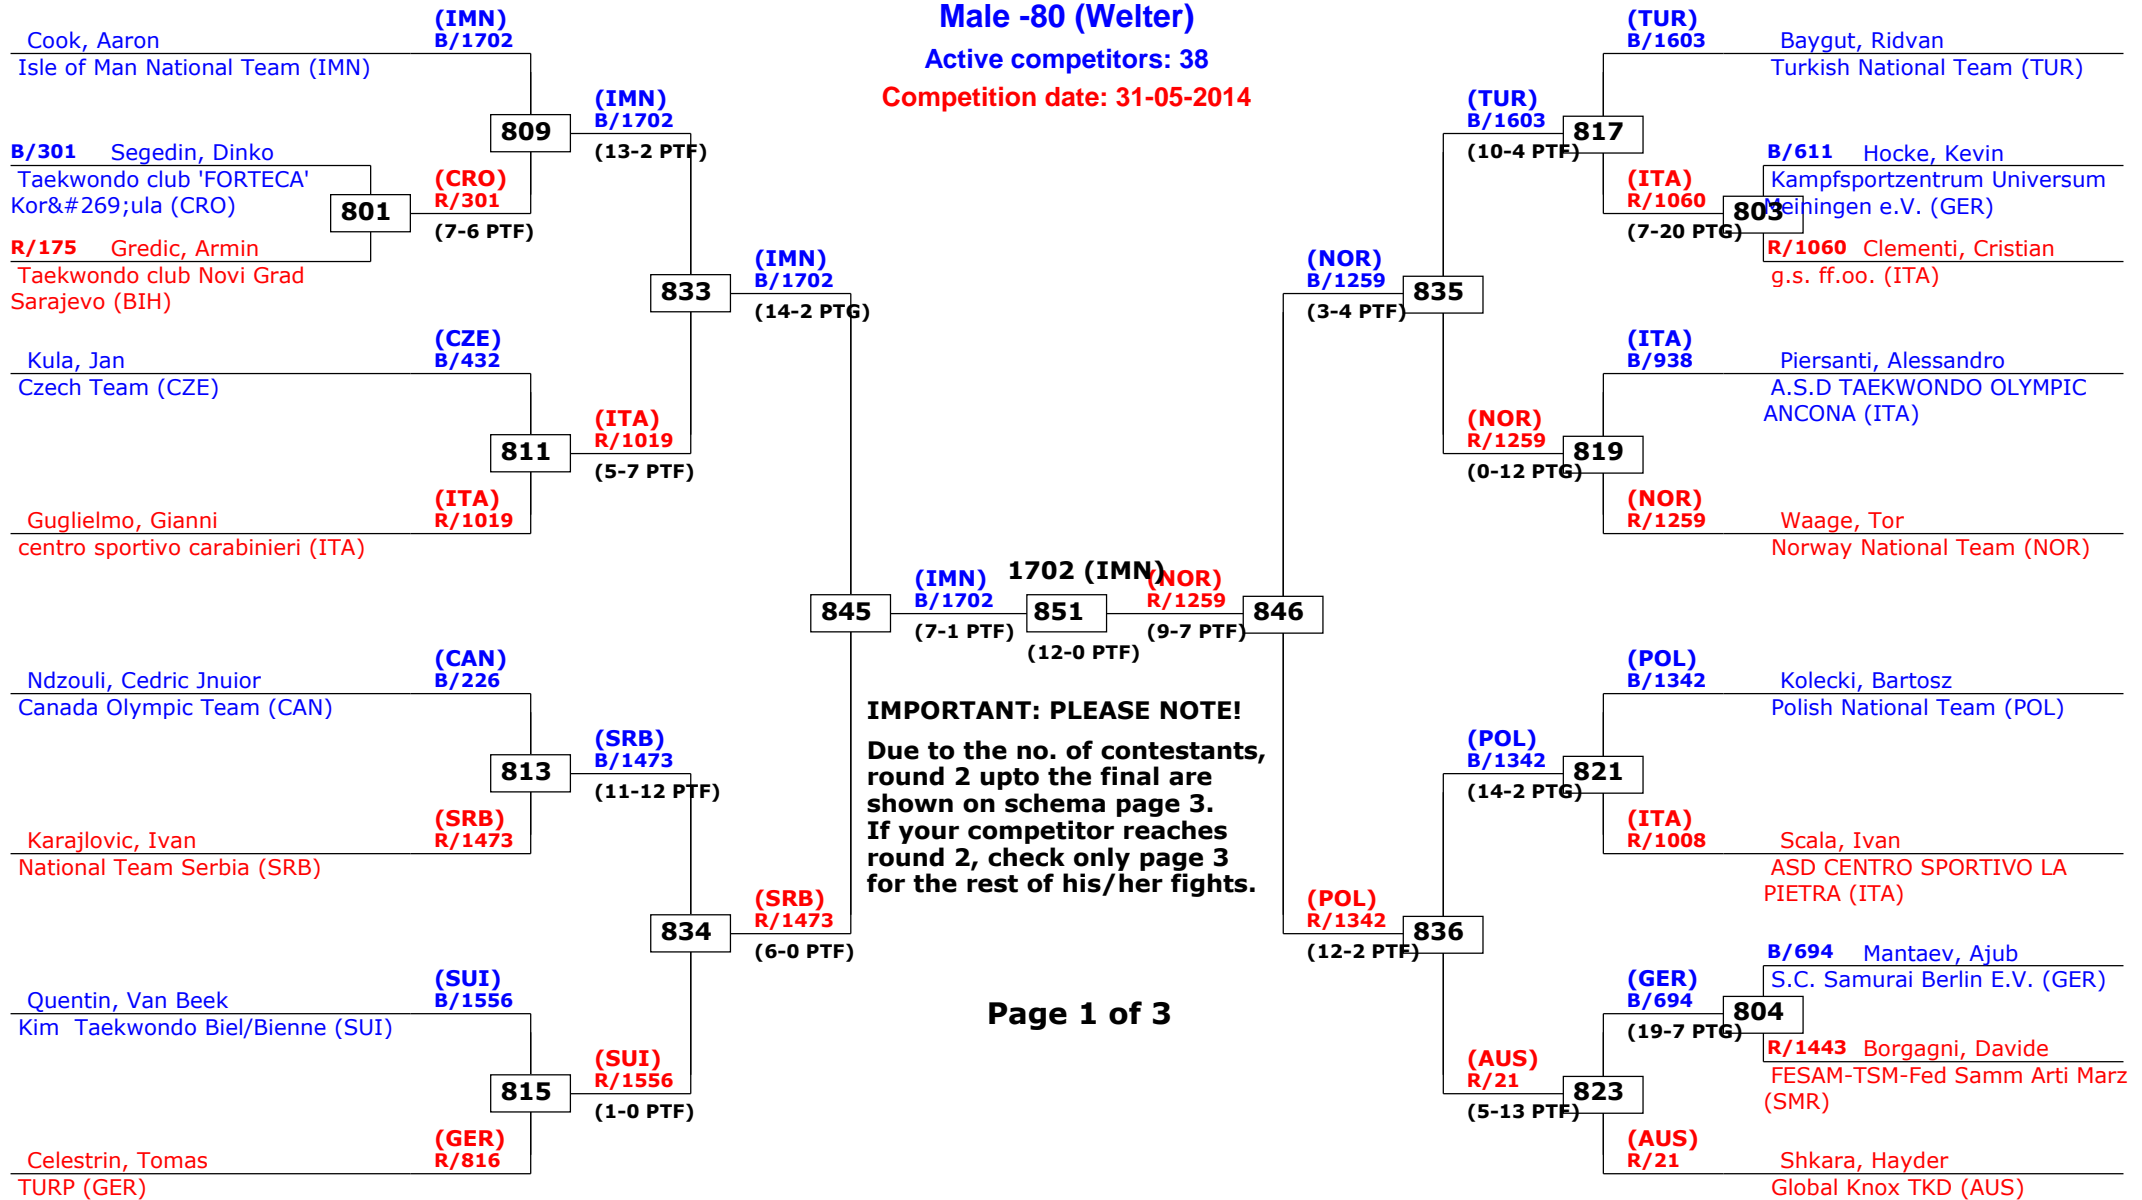 Male -80 (Welter)
Active competitors: 38
Competition date: 31-05-2014
(IMN)
B/1702
Cook, Aaron
Isle of Man National Team (IMN)
809
(IMN)
B/1702
(13-2 PTF)
B/301 Segedin, Dinko
Taekwondo club 'FORTECA'
Kor&#269;ula (CRO)
801
(CRO)
R/301
(7-6 PTF)
R/175 Gredic, Armin
Taekwondo club Novi Grad
Sarajevo (BIH)
833
(IMN)
B/1702
(14-2 PTG)
(CZE)
B/432
Kula, Jan
Czech Team (CZE)
811
(ITA)
R/1019
(5-7 PTF)
(ITA)
R/1019
Guglielmo, Gianni
centro sportivo carabinieri (ITA)
845
(IMN)
B/1702
(7-1 PTF)
1702 (IMN)
851
(12-0 PTF)
(NOR)
R/1259
(9-7 PTF)
846
(CAN)
B/226
Ndzouli, Cedric Jnuior
Canada Olympic Team (CAN)
813
(SRB)
B/1473
(11-12 PTF)
(SRB)
R/1473
Karajlovic, Ivan
National Team Serbia (SRB)
834
(SRB)
R/1473
(6-0 PTF)
(SUI)
B/1556
Quentin, Van Beek
Kim  Taekwondo Biel/Bienne (SUI)
815
(SUI)
R/1556
(1-0 PTF)
(GER)
R/816
Celestrin, Tomas
TURP (GER)
IMPORTANT: PLEASE NOTE!
Due to the no. of contestants,
round 2 upto the final are
shown on schema page 3.
If your competitor reaches
round 2, check only page 3
for the rest of his/her fights.
Page 1 of 3
(TUR)
B/1603
Baygut, Ridvan
Turkish National Team (TUR)
(TUR)
B/1603
(10-4 PTF)
817
B/611 Hocke, Kevin
Kampfsportzentrum Universum
Meiningen e.V. (GER)
(ITA)
R/1060
(7-20 PTG)
803
R/1060 Clementi, Cristian
g.s. ff.oo. (ITA)
(NOR)
B/1259
(3-4 PTF)
835
(ITA)
B/938
Piersanti, Alessandro
A.S.D TAEKWONDO OLYMPIC
ANCONA (ITA)
(NOR)
R/1259
(0-12 PTG)
819
(NOR)
R/1259
Waage, Tor
Norway National Team (NOR)
(POL)
B/1342
Kolecki, Bartosz
Polish National Team (POL)
(POL)
B/1342
(14-2 PTG)
821
(ITA)
R/1008
Scala, Ivan
ASD CENTRO SPORTIVO LA
PIETRA (ITA)
(POL)
R/1342
(12-2 PTF)
836
B/694 Mantaev, Ajub
S.C. Samurai Berlin E.V. (GER)
(GER)
B/694
(19-7 PTG)
804
R/1443 Borgagni, Davide
FESAM-TSM-Fed Samm Arti Marz
(SMR)
(AUS)
R/21
(5-13 PTF)
823
(AUS)
R/21
Shkara, Hayder
Global Knox TKD (AUS)